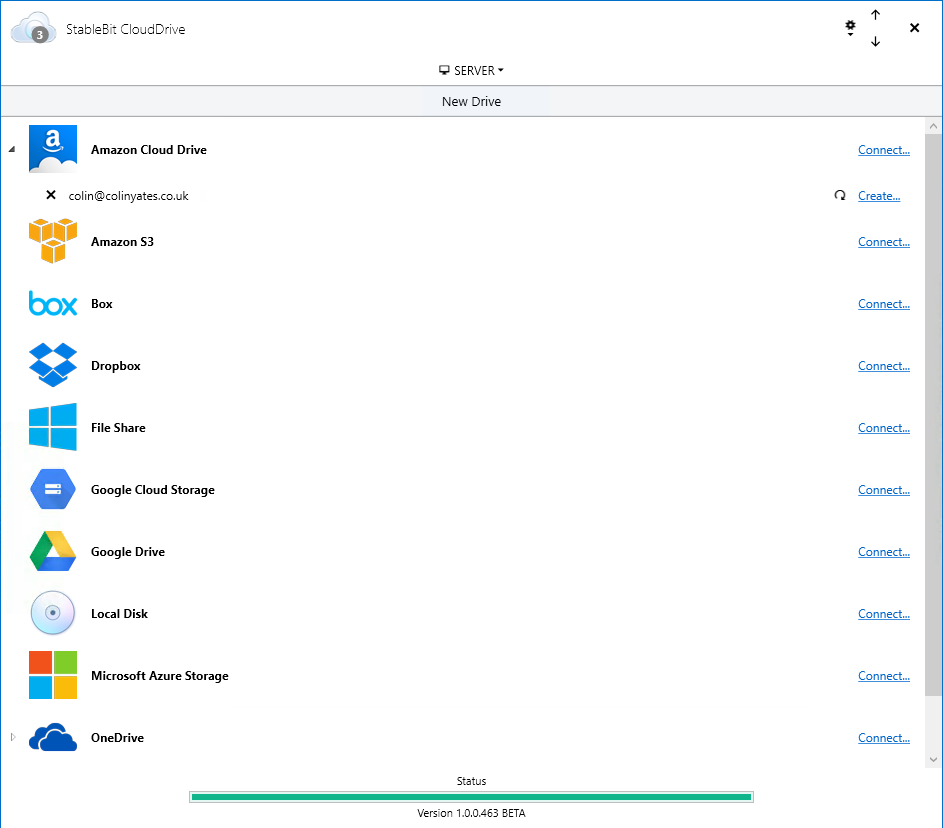 3 StableBit CloudDrive
SERVER
New Drive
a Amazon Cloud Drive Connect...
colin@colinyates.co.uk Create...
Amazon S3 Connect...
box Box Connect...
Dropbox Connect...
File Share Connect...
Google Cloud Storage Connect...
Google Drive Connect...
Local Disk Connect...
Microsoft Azure Storage Connect...
OneDrive Connect...
Status
Version 1.0.0.463 BETA